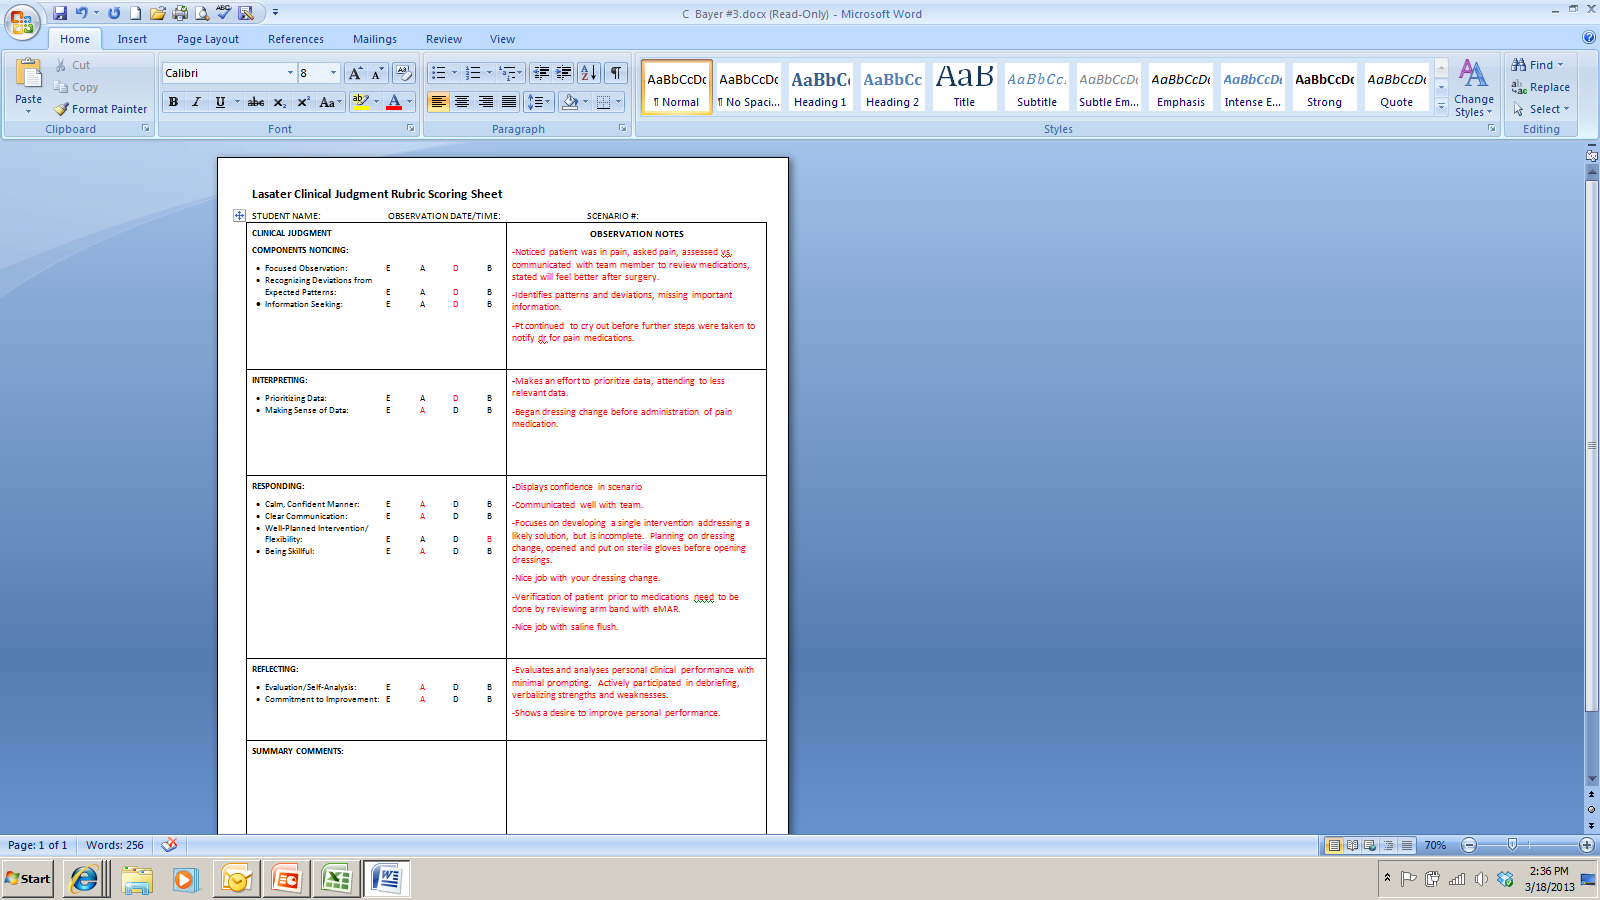 C Bayer #3.docx (Read-Only) - Microsoft Word
Home Insert Page Layout References Mailings Review View
Paste
Cut
Copy
Format Painter
Clipboard
Calibri 8
Font
Paragraph
AaBbCcDc AaBbCcDc AaBbC AaBbCc AaB AaBbCc. AaBbCcDc AaBbCcDc AaBbCcDc AaBbCcDc AaBbCcDc
¶ Normal ¶ No Spaci... Heading 1 Heading 2 Title Subtitle Subtle Em... Emphasis Intense E... Strong Quote
Change Styles
Styles
Find
Replace
Select
Editing
Lasater Clinical Judgment Rubric Scoring Sheet
STUDENT NAME: OBSERVATION DATE/TIME: SCENARIO #:
CLINICAL JUDGMENT
COMPONENTS NOTICING:
• Focused Observation: E A D B
• Recognizing Deviations from
Expected Patterns: E A D B
• Information Seeking: E A D B
OBSERVATION NOTES
-Noticed patient was in pain, asked pain, assessed vs,
communicated with team member to review medications,
stated will feel better after surgery.
-Identifies patterns and deviations, missing important
information.
-Pt continued to cry out before further steps were taken to
notify dr for pain medications.
INTERPRETING:
• Prioritizing Data: E A D B
• Making Sense of Data: E A D B
-Makes an effort to prioritize data, attending to less
relevant data.
-Began dressing change before administration of pain
medication.
RESPONDING:
• Calm, Confident Manner: E A D B
• Clear Communication: E A D B
• Well-Planned Intervention/
Flexibility: E A D B
• Being Skillful: E A D B
-Displays confidence in scenario
-Communicated well with team.
-Focuses on developing a single intervention addressing a
likely solution, but is incomplete. Planning on dressing
change, opened and put on sterile gloves before opening
dressings.
-Nice job with your dressing change.
-Verification of patient prior to medications need to be
done by reviewing arm band with eMAR.
-Nice job with saline flush.
REFLECTING:
• Evaluation/Self-Analysis: E A D B
• Commitment to Improvement: E A D B
-Evaluates and analyses personal clinical performance with
minimal prompting. Actively participated in debriefing,
verbalizing strengths and weaknesses.
-Shows a desire to improve personal performance.
SUMMARY COMMENTS:
Page: 1 of 1 Words: 256 70%
Start
2:36 PM
3/18/2013